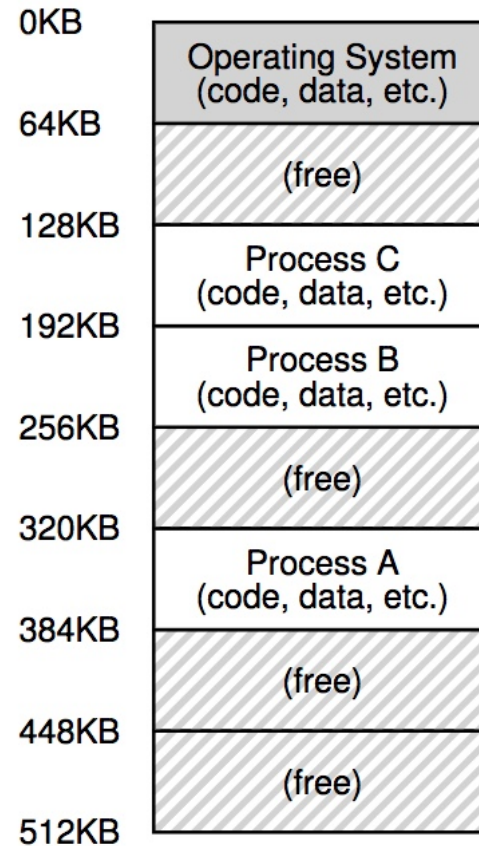 0KB
Operating System
(code, data, etc.)
64KB
(free)
128KB
Process C
(code, data, etc.)
192KB
Process B
(code, data, etc.)
256KB
(free)
320KB
Process A
(code, data, etc.)
384KB
(free)
448KB
(free)
512KB